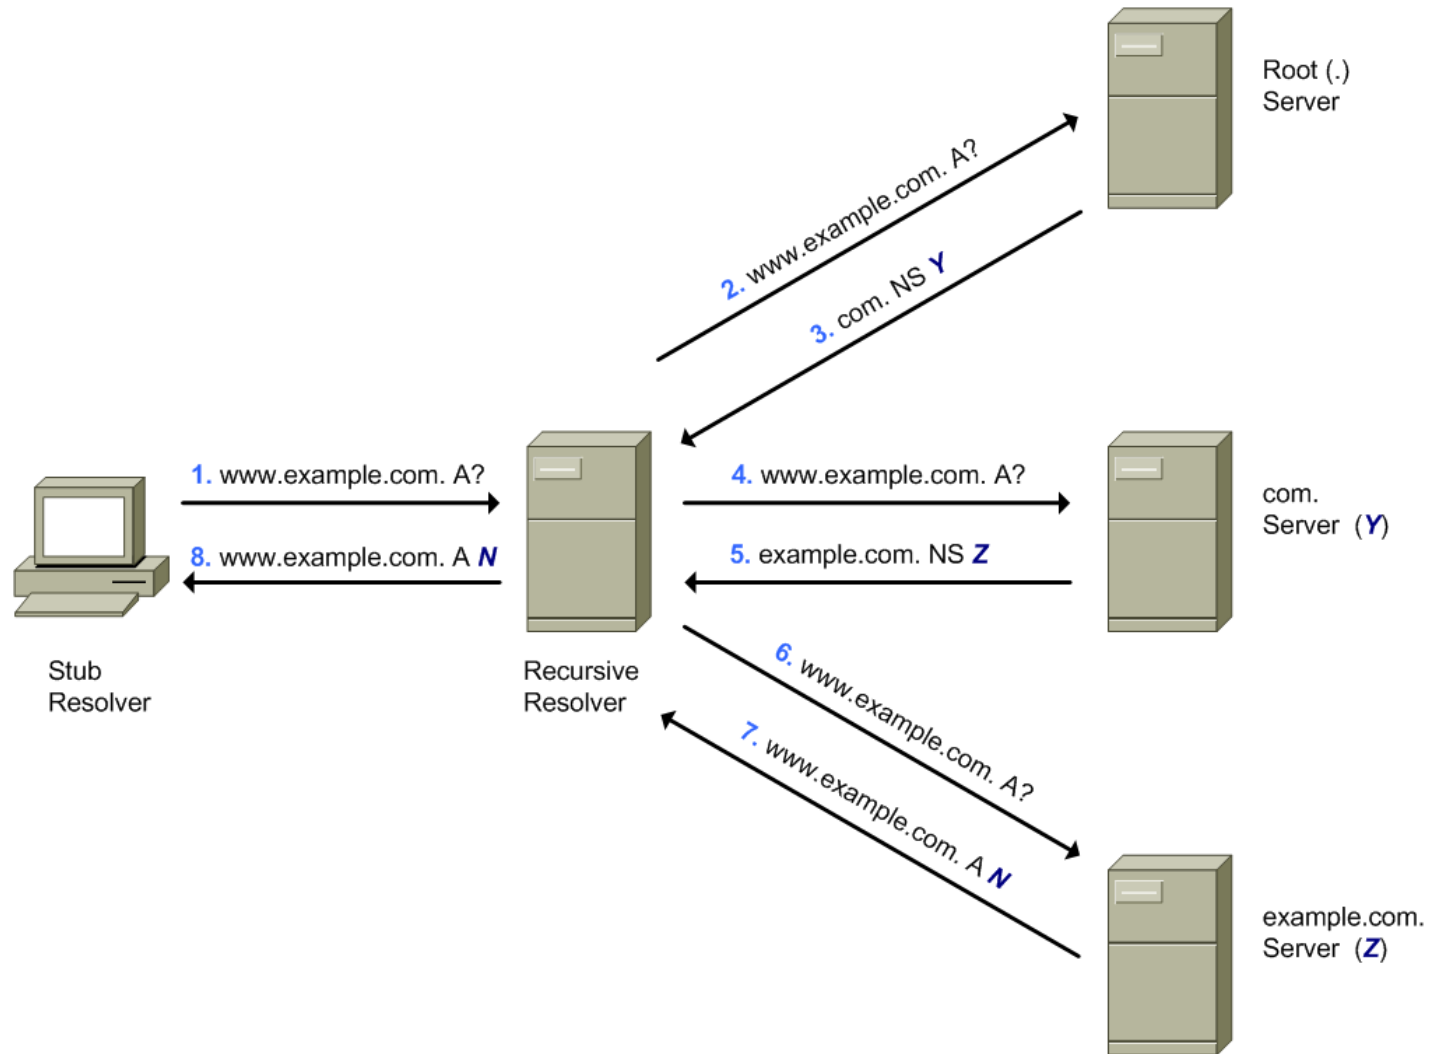 Root (.)
Server
2. www.example.com. A?
3. com. NS Y
1. www.example.com. A?
8. www.example.com. A N
4. www.example.com. A?
5. example.com. NS Z
com.
Server (Y)
Stub
Resolver
Recursive
Resolver
6. www.example.com. A?
7. www.example.com. A N
example.com.
Server (Z)